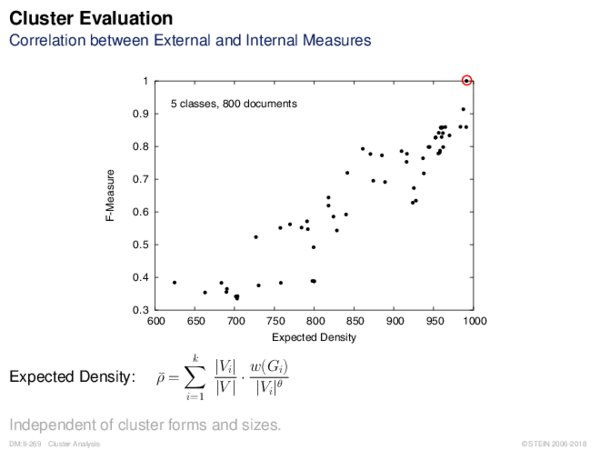 Cluster Evaluation
Correlation between External and Internal Measures
1
5 classes, 800 documents
0.9
0.8
0.7
F-Measure
0.6
0.5
0.4
0.3
600 650 700 750 800 850 900 950 1000
Expected Density
Expected Density: ρ̄ = ∑_{i=1}^{k} |V_i|/|V| · w(G_i)/|V_i|^θ
Independent of cluster forms and sizes.
DM:II-269 Cluster Analysis © STEIN 2006-2018